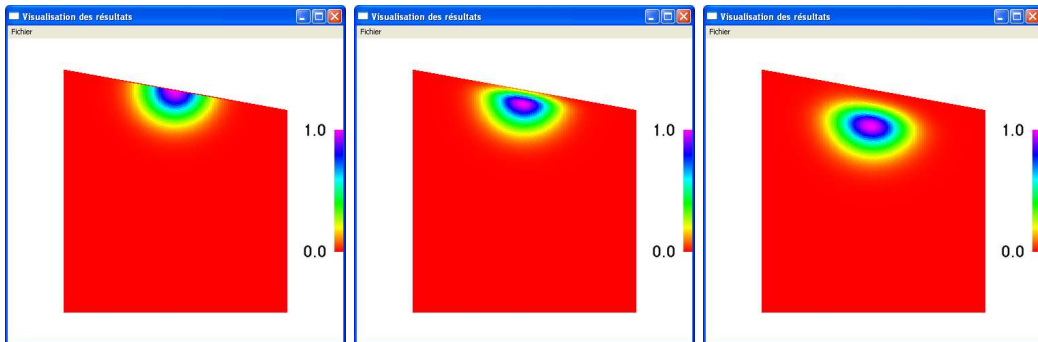 Visualisation des résultats
Fichier
1.0
0.0
Visualisation des résultats
Fichier
1.0
0.0
Visualisation des résultats
Fichier
1.0
0.0